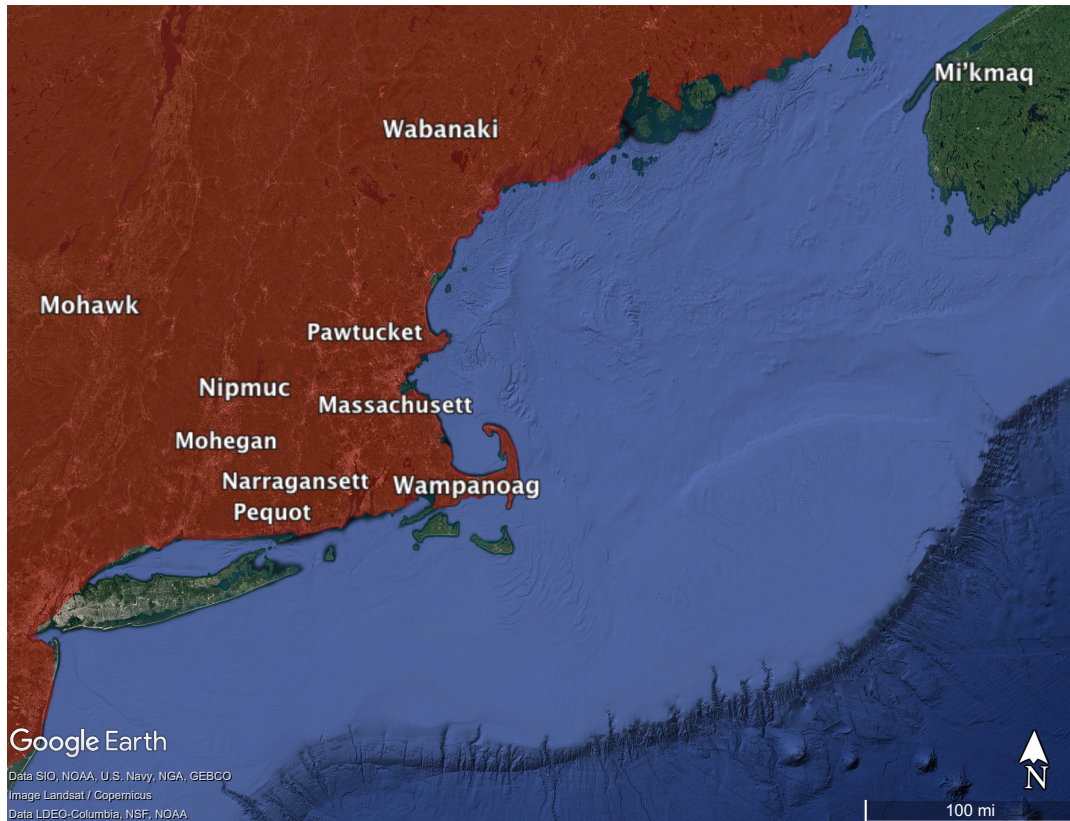 Mi’kmaq
Wabanaki
Mohawk
Pawtucket
Nipmuc
Massachusett
Mohegan
Narragansett
Wampanoag
Pequot
Google Earth
Data SIO, NOAA, U.S. Navy, NGA, GEBCO
Image Landsat / Copernicus
Data LDEO-Columbia, NSF, NOAA
N
100 mi